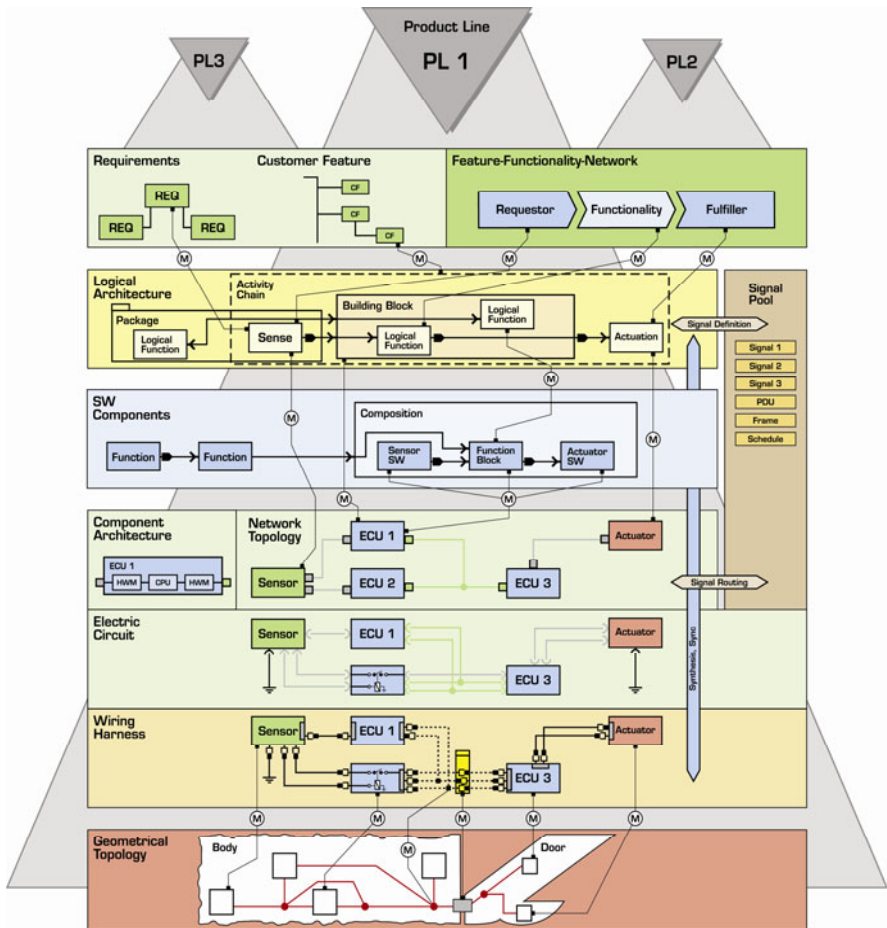 Product Line
PL3
PL 1
PL2
Requirements
Customer Feature
Feature-Functionality-Network
REQ
REQ
REQ
CF
CF
CF
Requestor
Functionality
Fulfiller
M
M
M
M
M
Logical
Architecture
Activity
Chain
Building Block
Package
Logical
Function
Sense
Logical
Function
Logical
Function
Actuation
Signal
Pool
Signal Definition
Signal 1
Signal 2
Signal 3
PDU
Frame
Schedule
M
SW
Components
Composition
M
M
Function
Function
Sensor
SW
Function
Block
Actuator
SW
M
M
Component
Architecture
Network
Topology
ECU 1
HWM
CPU
HWM
Sensor
ECU 1
ECU 2
ECU 3
Actuator
Signal Routing
Electric
Circuit
Sensor
ECU 1
ECU 3
Actuator
Synthesis, Sync
Wiring
Harness
Sensor
ECU 1
ECU 3
Actuator
M
M
M
M
M
M
Geometrical
Topology
Body
Door